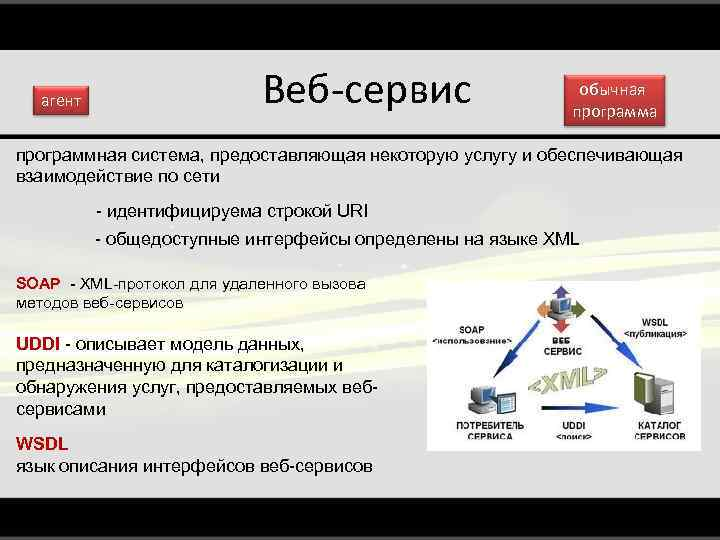 агент
Веб-сервис
обычная
программа
программная система, предоставляющая некоторую услугу и обеспечивающая
взаимодействие по сети
- идентифицируема строкой URI
- общедоступные интерфейсы определены на языке XML
SOAP - XML-протокол для удаленного вызова
методов веб-сервисов
UDDI - описывает модель данных,
предназначенную для каталогизации и
обнаружения услуг, предоставляемых веб-
сервисами
WSDL
язык описания интерфейсов веб-сервисов
SOAP
<использование>
ВЕБ
СЕРВИС
WSDL
<публикация>
<XML>
ПОТРЕБИТЕЛЬ
СЕРВИСА
UDDI
<поиск>
КАТАЛОГ
СЕРВИСОВ